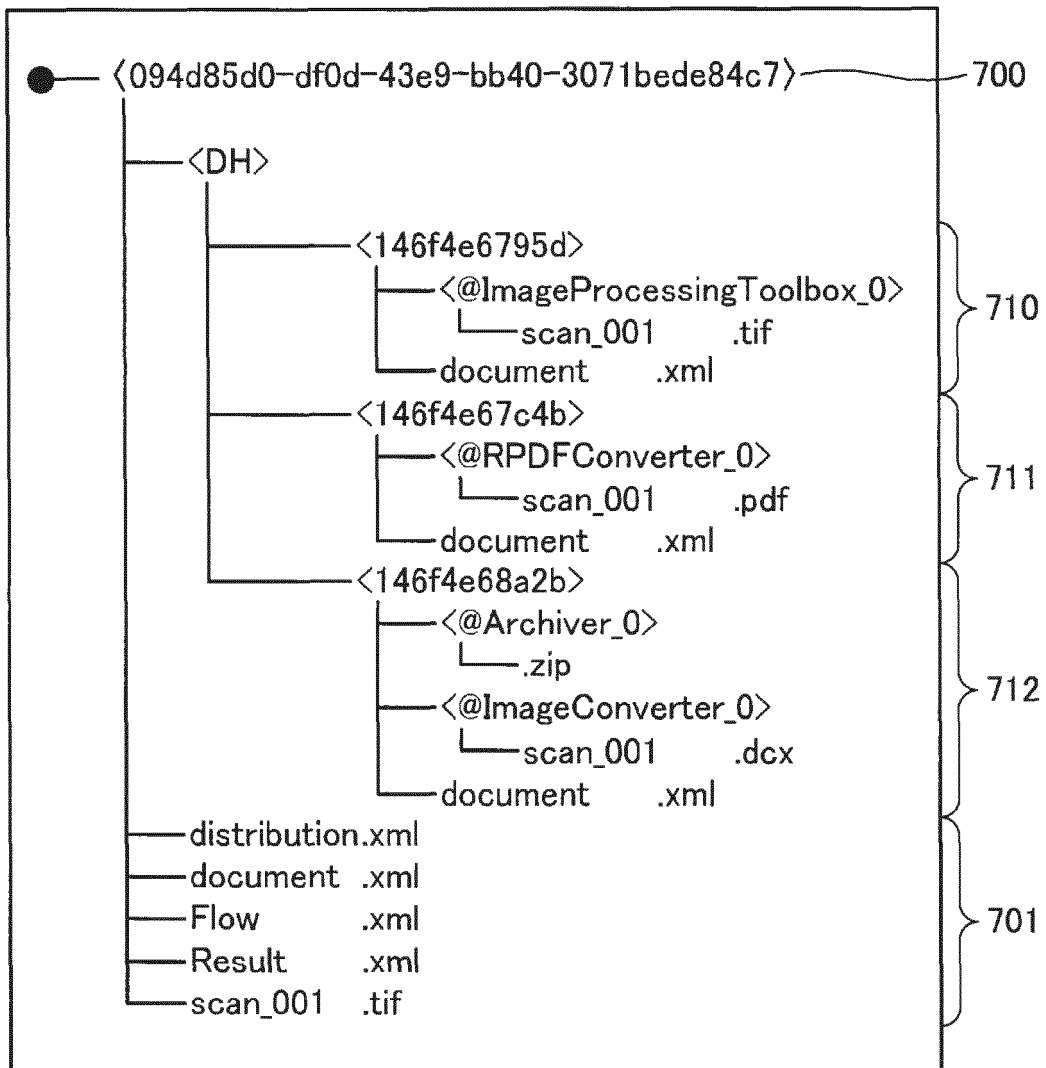 〈094d85d0-df0d-43e9-bb40-3071bede84c7〉 700
<DH>
<146f4e6795d>
<@ImageProcessingToolbox_0>
scan_001 .tif
710
document .xml
<146f4e67c4b>
<@RPDFConverter_0>
711
scan_001 .pdf
document .xml
<146f4e68a2b>
<@Archiver_0>
.zip
712
<@ImageConverter_0>
scan_001 .dcx
document .xml
distribution.xml
document .xml
Flow .xml
701
Result .xml
scan_001 .tif